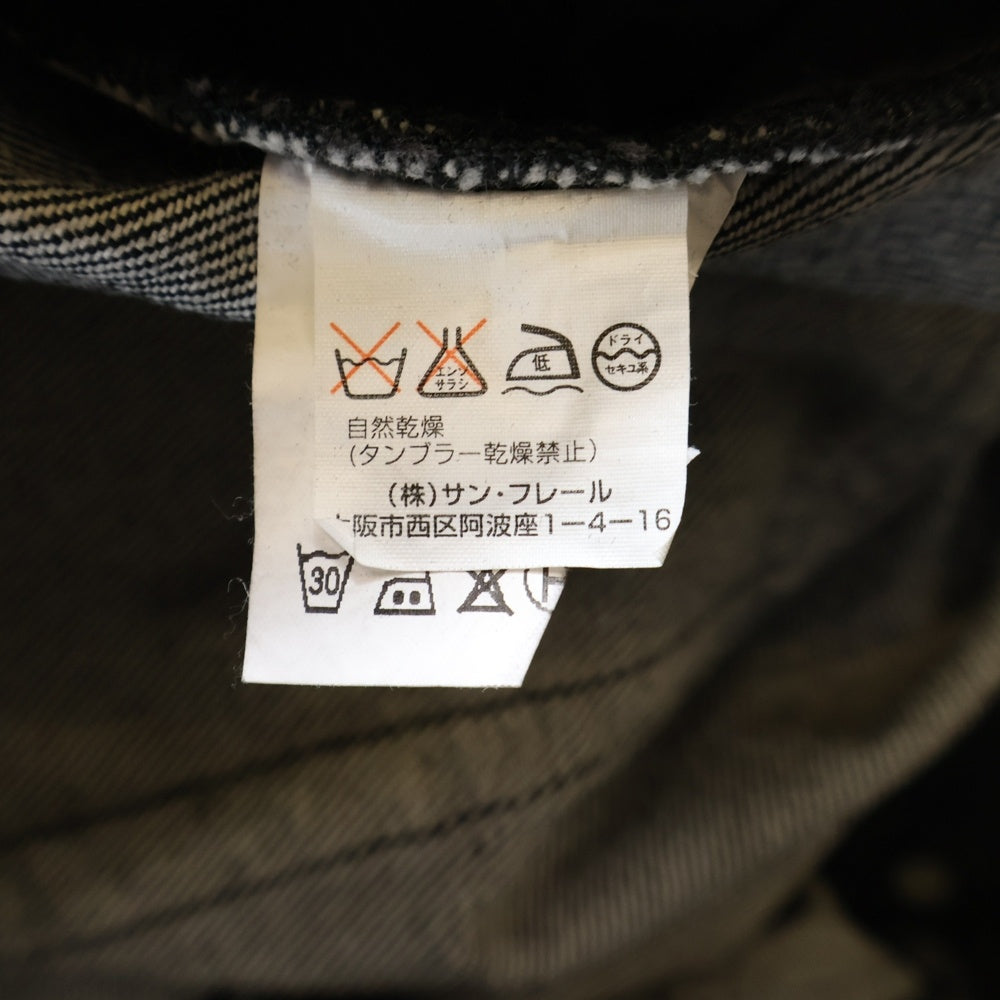 エンソ
サラシ
低
ドライ
セキユ系
自然乾燥
(タンブラー乾燥禁止)
(株)サン・フレール
阪市西区阿波座1-4-16
30